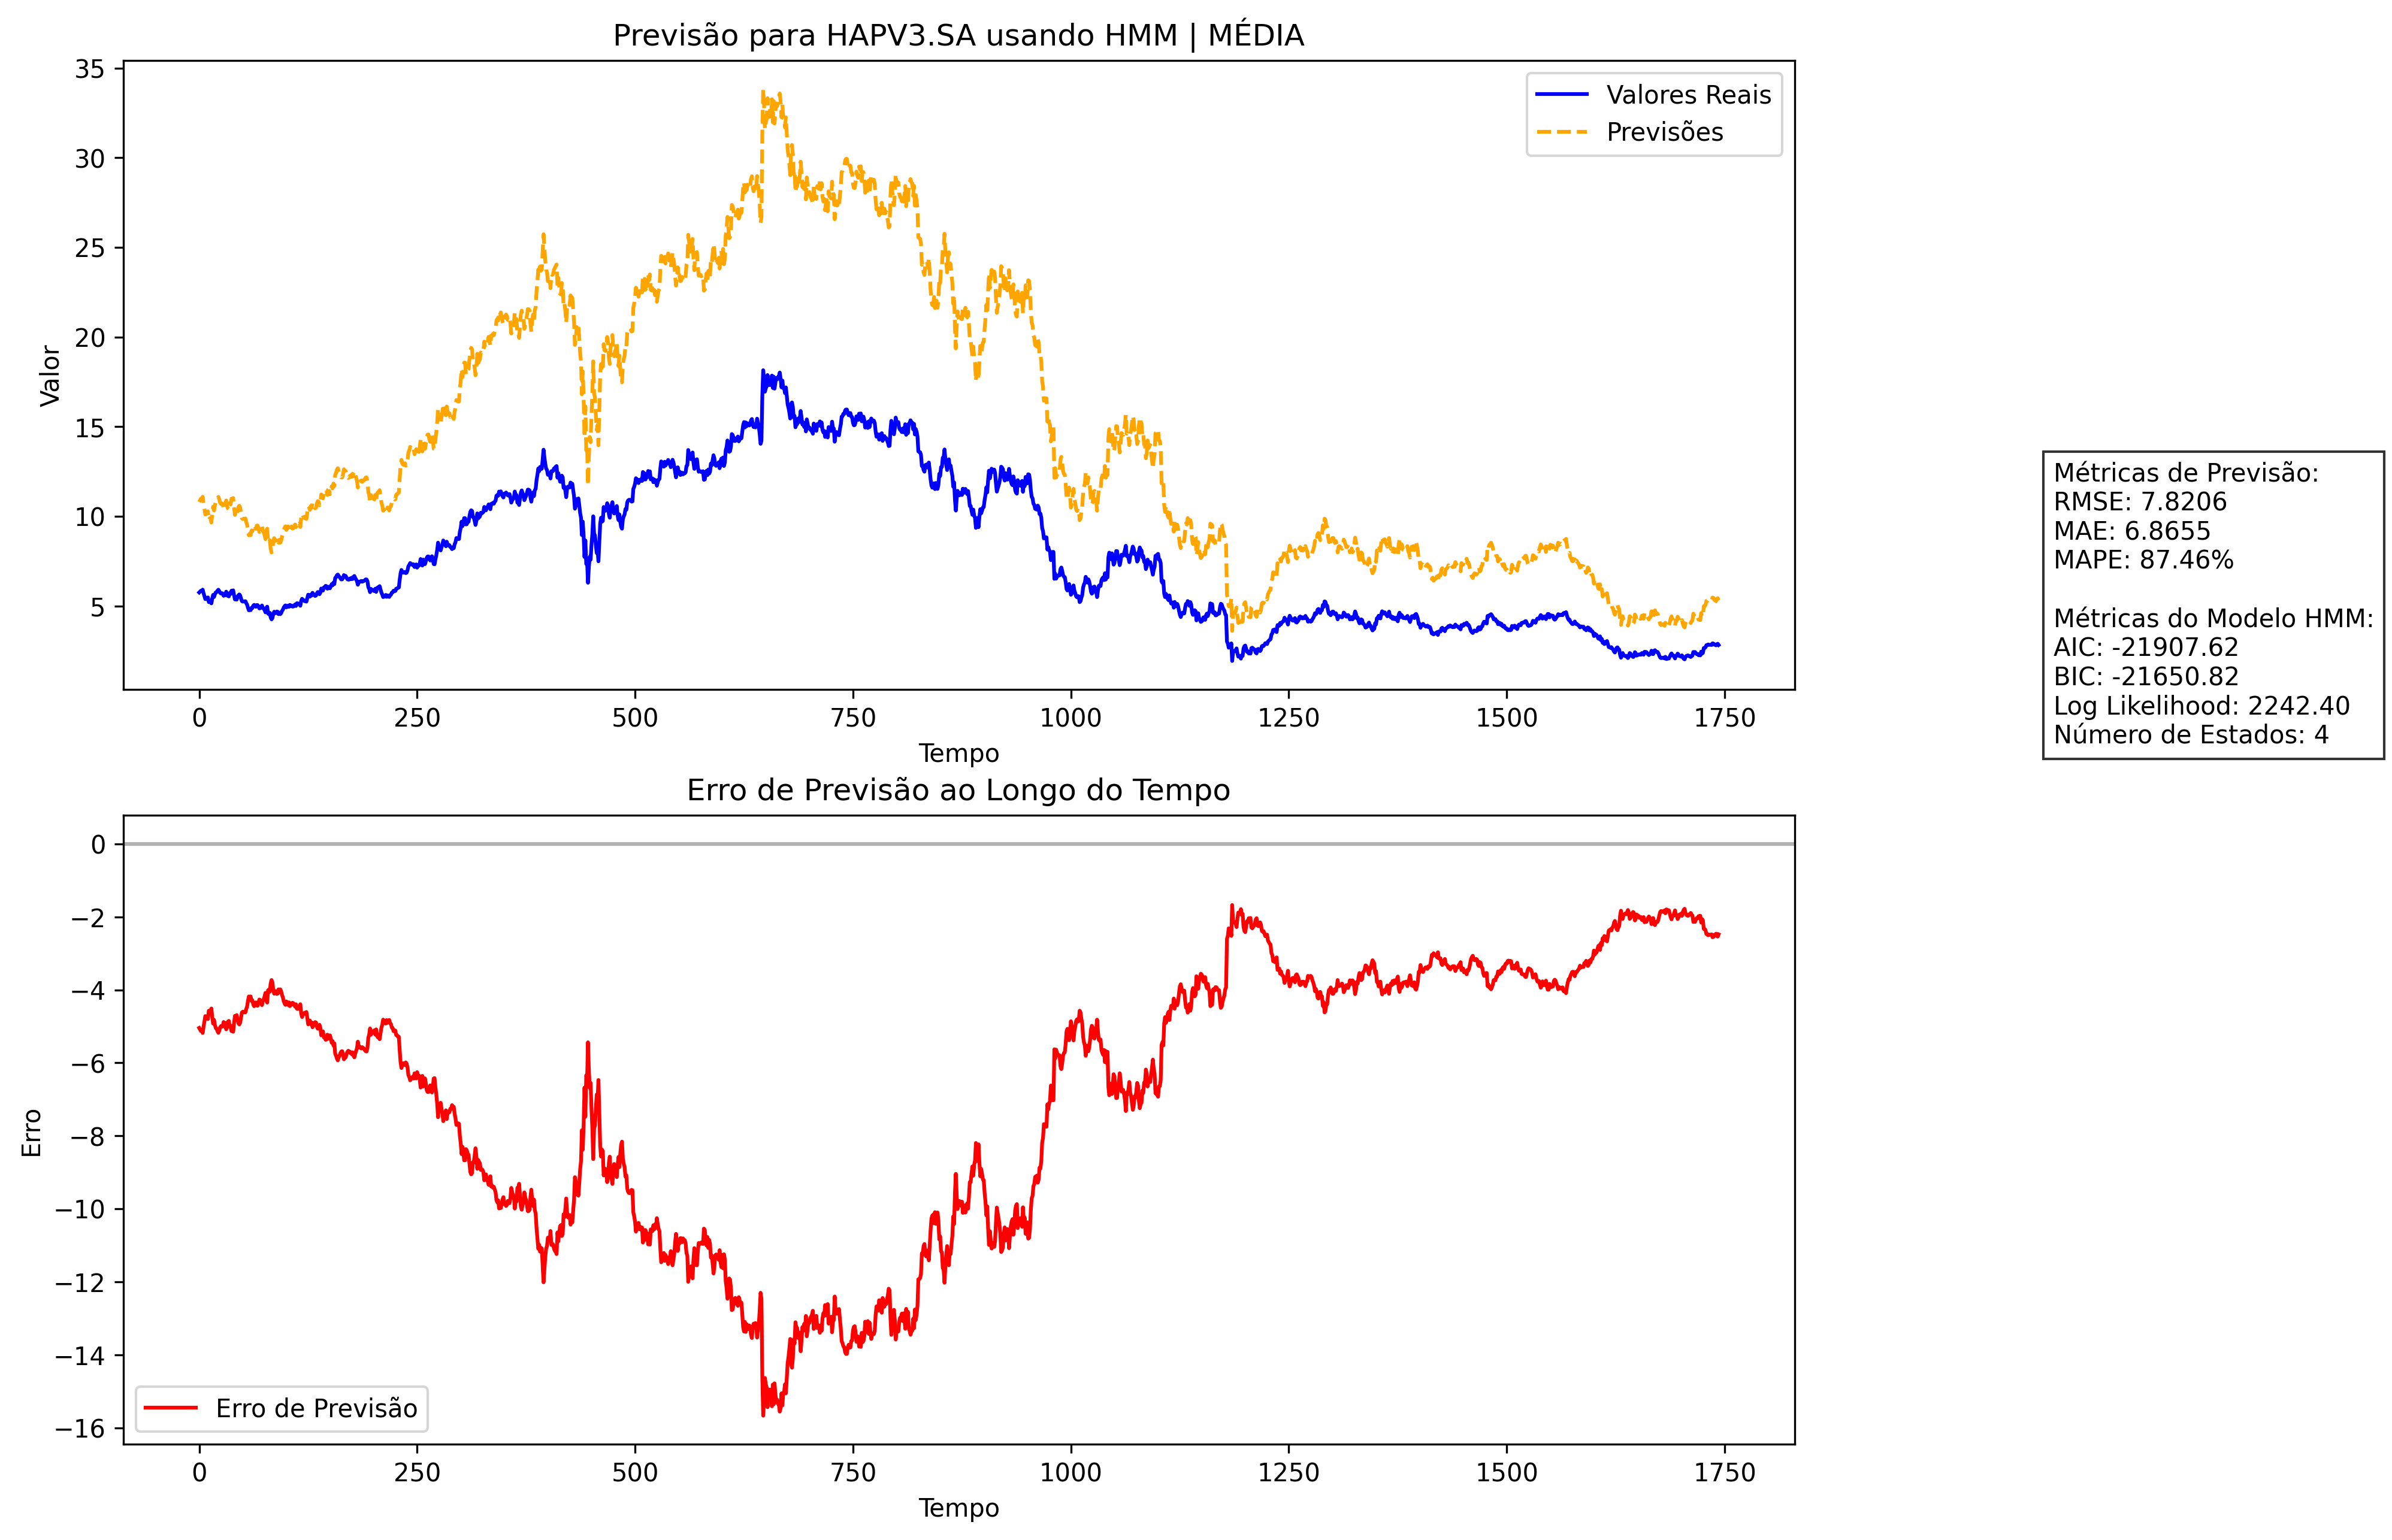 Previsão para HAPV3.SA usando HMM | MÉDIA
35
30
25
20
15
10
5
Valor
Valores Reais
Previsões
0 250 500 750 1000 1250 1500 1750
Tempo
Métricas de Previsão:
RMSE: 7.8206
MAE: 6.8655
MAPE: 87.46%
Métricas do Modelo HMM:
AIC: -21907.62
BIC: -21650.82
Log Likelihood: 2242.40
Número de Estados: 4
Erro de Previsão ao Longo do Tempo
0
−2
−4
−6
−8
−10
−12
−14
−16
Erro
Erro de Previsão
0 250 500 750 1000 1250 1500 1750
Tempo